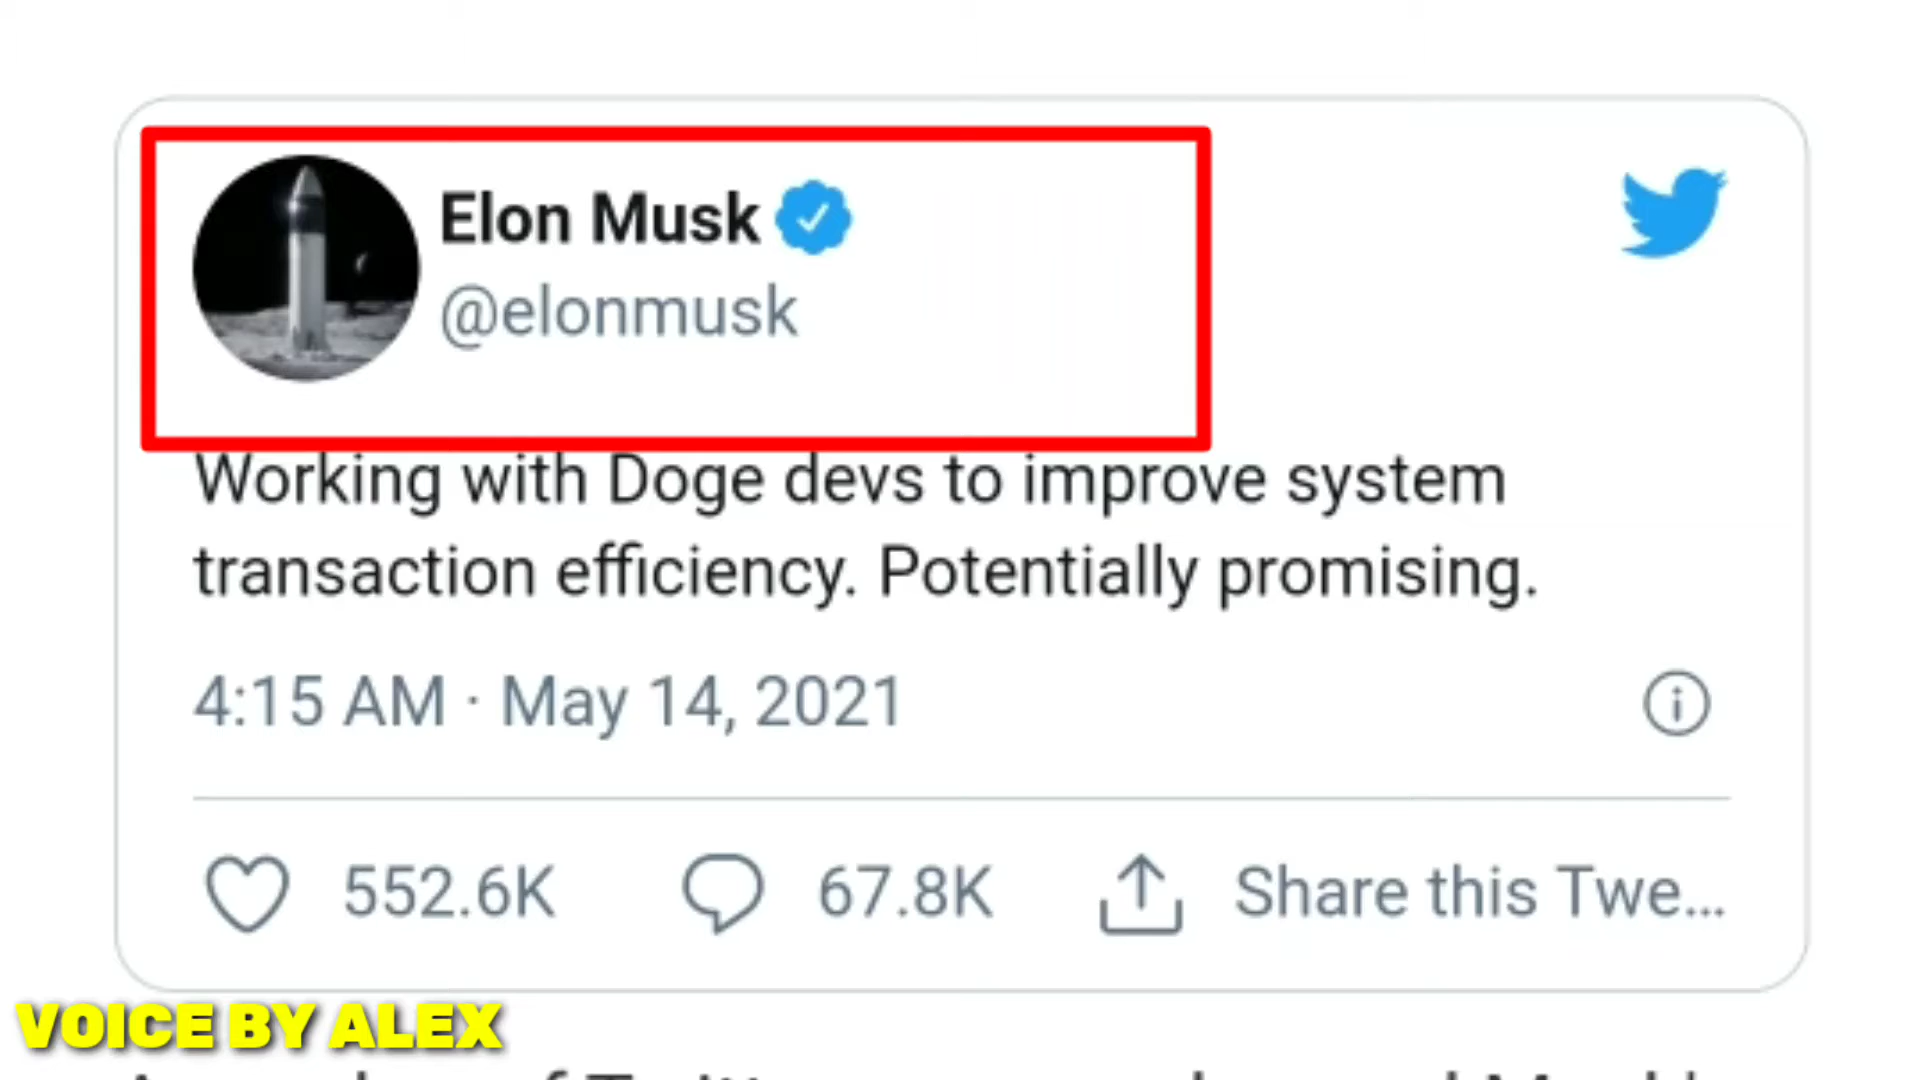 Elon Musk
@elonmusk
Working with Doge devs to improve system
transaction efficiency. Potentially promising.
4:15 AM · May 14, 2021
552.6K 67.8K Share this Twe...
VOICE BY ALEX